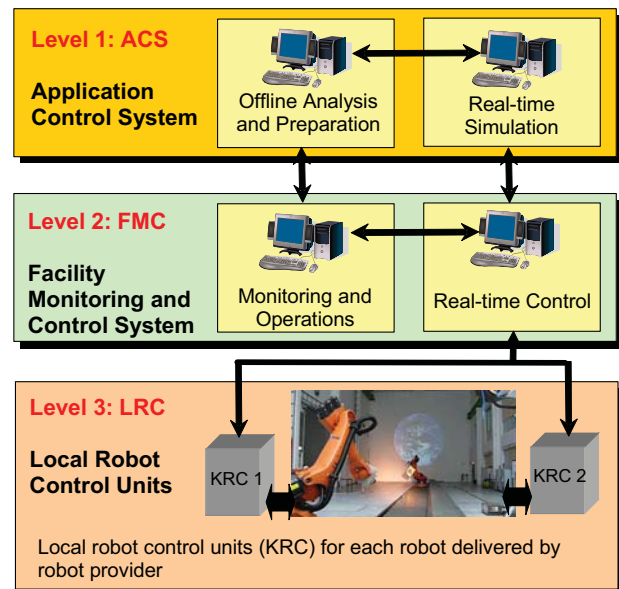 Level 1: ACS
Application
Control System
Offline Analysis
and Preparation
Real-time
Simulation
Level 2: FMC
Facility
Monitoring and
Control System
Monitoring and
Operations
Real-time Control
Level 3: LRC
Local Robot
Control Units
KRC 1
KRC 2
Local robot control units (KRC) for each robot delivered by
robot provider